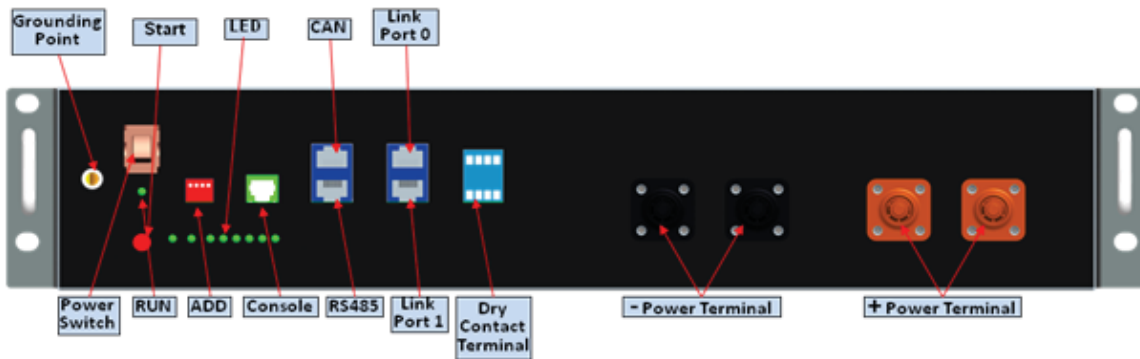 Grounding
Point
Start
LED
CAN
Link
Port 0
Power
Switch
RUN
ADD
Console
RS485
Link
Port 1
Dry
Contact
Terminal
- Power Terminal
+ Power Terminal